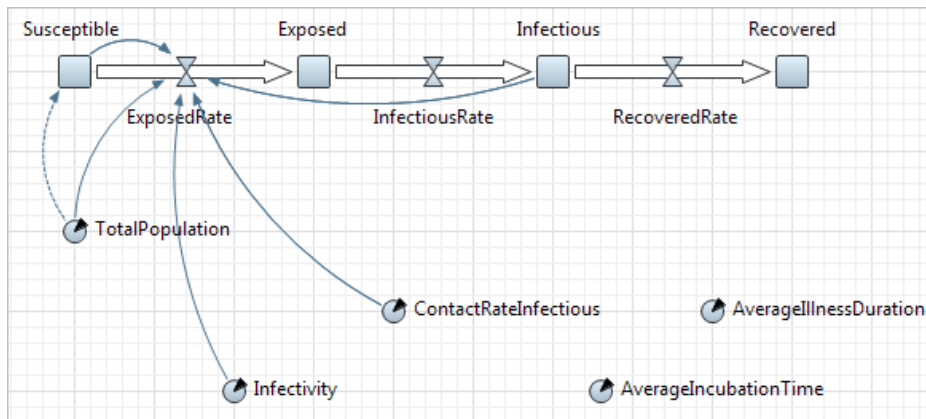 Susceptible
Exposed
Infectious
Recovered
ExposedRate
InfectiousRate
RecoveredRate
TotalPopulation
ContactRateInfectious
AverageIllnessDuration
Infectivity
AverageIncubationTime